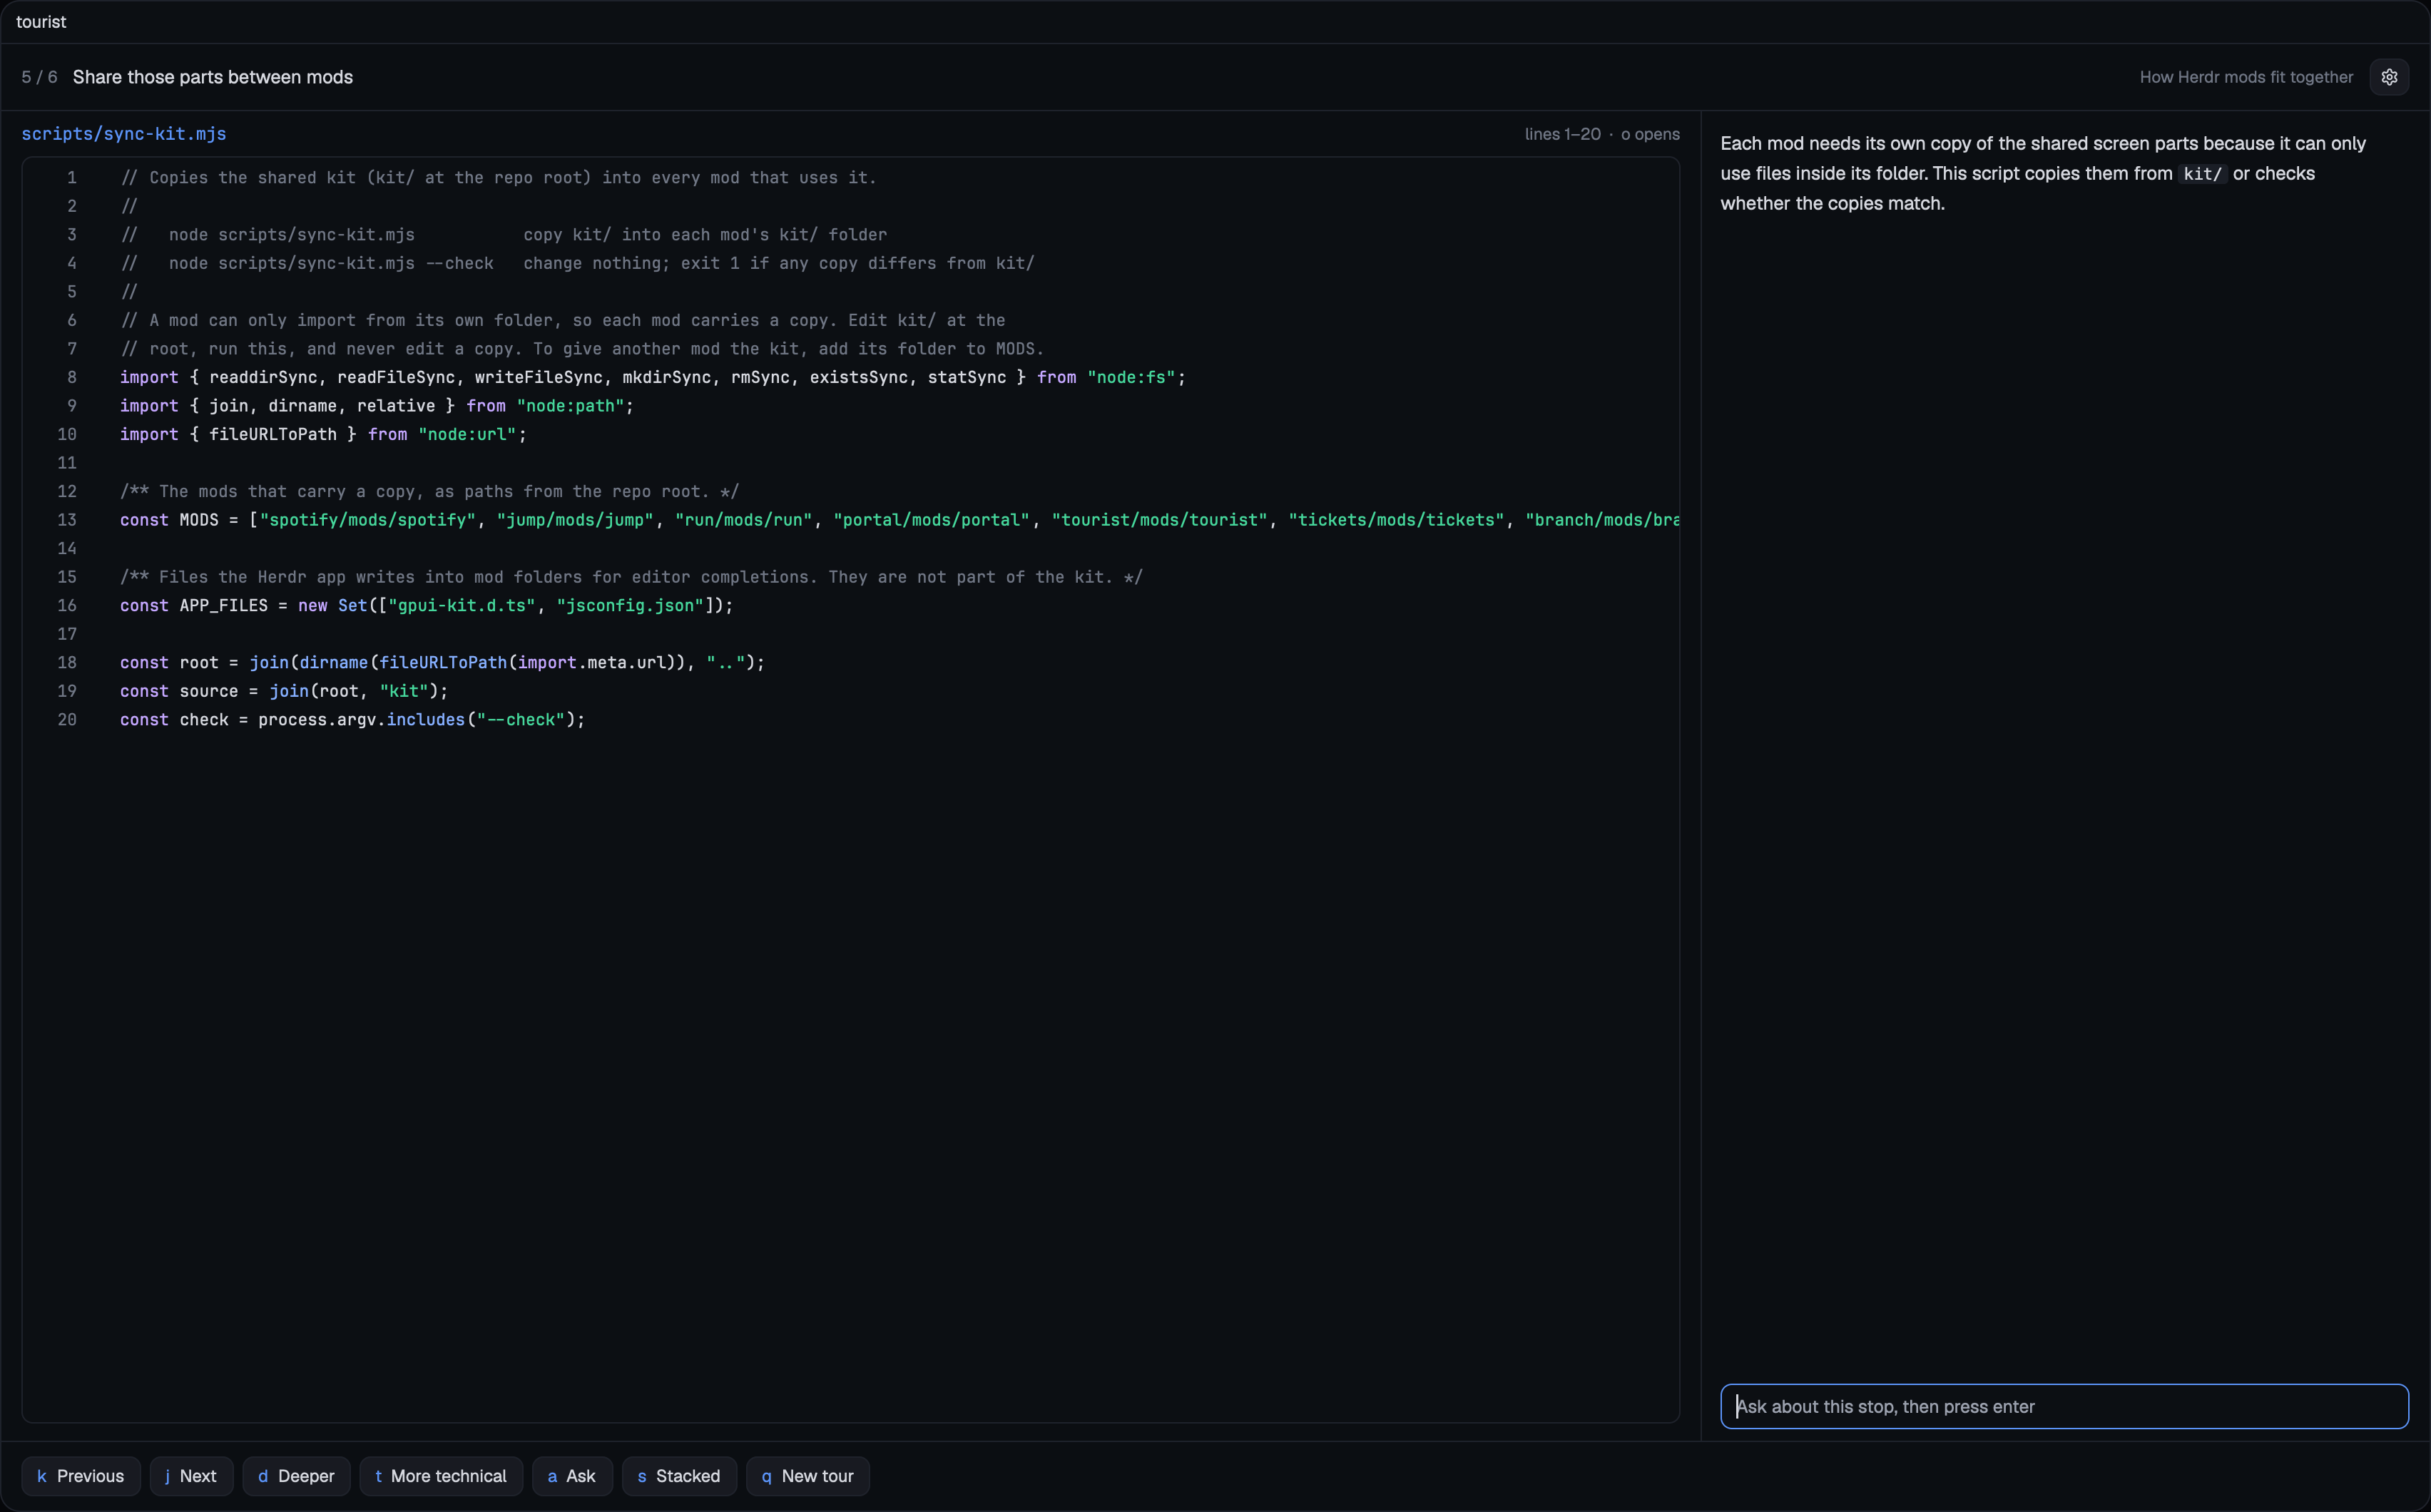 tourist
5 / 6 Share those parts between mods
How Herdr mods fit together
scripts/sync-kit.mjs
lines 1–20 · o opens
1 // Copies the shared kit (kit/ at the repo root) into every mod that uses it.
2 //
3 //   node scripts/sync-kit.mjs           copy kit/ into each mod's kit/ folder
4 //   node scripts/sync-kit.mjs --check   change nothing; exit 1 if any copy differs from kit/
5 //
6 // A mod can only import from its own folder, so each mod carries a copy. Edit kit/ at the
7 // root, run this, and never edit a copy. To give another mod the kit, add its folder to MODS.
8 import { readdirSync, readFileSync, writeFileSync, mkdirSync, rmSync, existsSync, statSync } from "node:fs";
9 import { join, dirname, relative } from "node:path";
10 import { fileURLToPath } from "node:url";
11
12 /** The mods that carry a copy, as paths from the repo root. */
13 const MODS = ["spotify/mods/spotify", "jump/mods/jump", "run/mods/run", "portal/mods/portal", "tourist/mods/tourist", "tickets/mods/tickets", "branch/mods/bra
14
15 /** Files the Herdr app writes into mod folders for editor completions. They are not part of the kit. */
16 const APP_FILES = new Set(["gpui-kit.d.ts", "jsconfig.json"]);
17
18 const root = join(dirname(fileURLToPath(import.meta.url)), "..");
19 const source = join(root, "kit");
20 const check = process.argv.includes("--check");
Each mod needs its own copy of the shared screen parts because it can only
use files inside its folder. This script copies them from kit/ or checks
whether the copies match.
Ask about this stop, then press enter
k Previous
j Next
d Deeper
t More technical
a Ask
s Stacked
q New tour